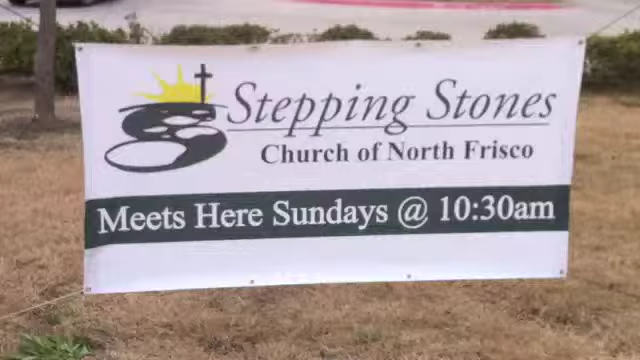 Stepping Stones
Church of North Frisco
Meets Here Sundays @ 10:30am